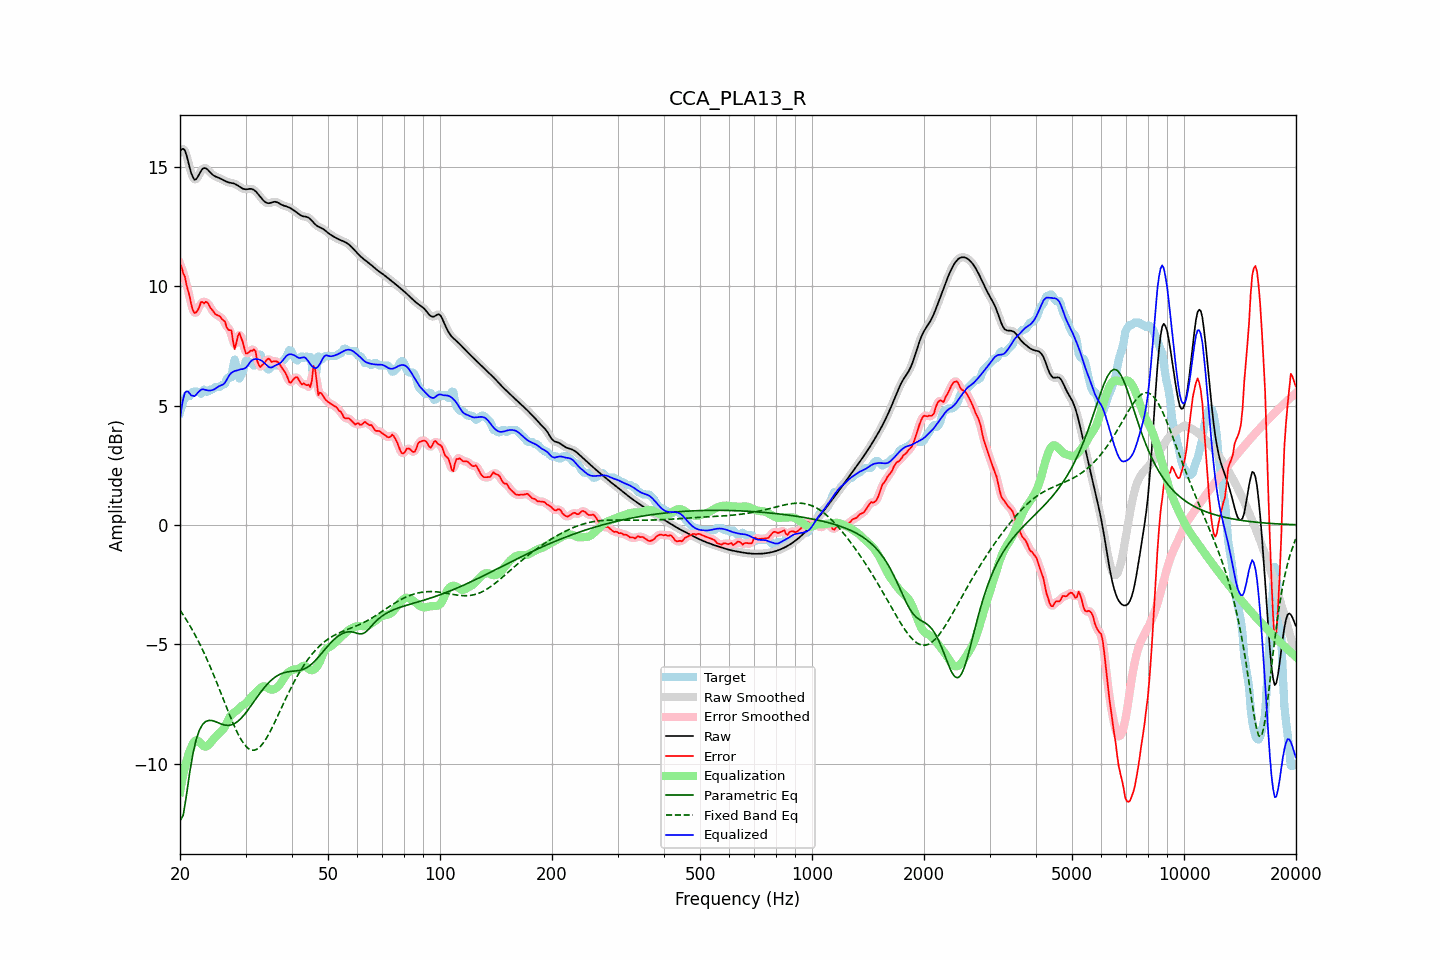 CCA_PLA13_R
Amplitude (dBr)
15
10
5
0
−5
−10
20
50
100
200
500
1000
2000
5000
10000
20000
Frequency (Hz)
Target
Raw Smoothed
Error Smoothed
Raw
Error
Equalization
Parametric Eq
Fixed Band Eq
Equalized